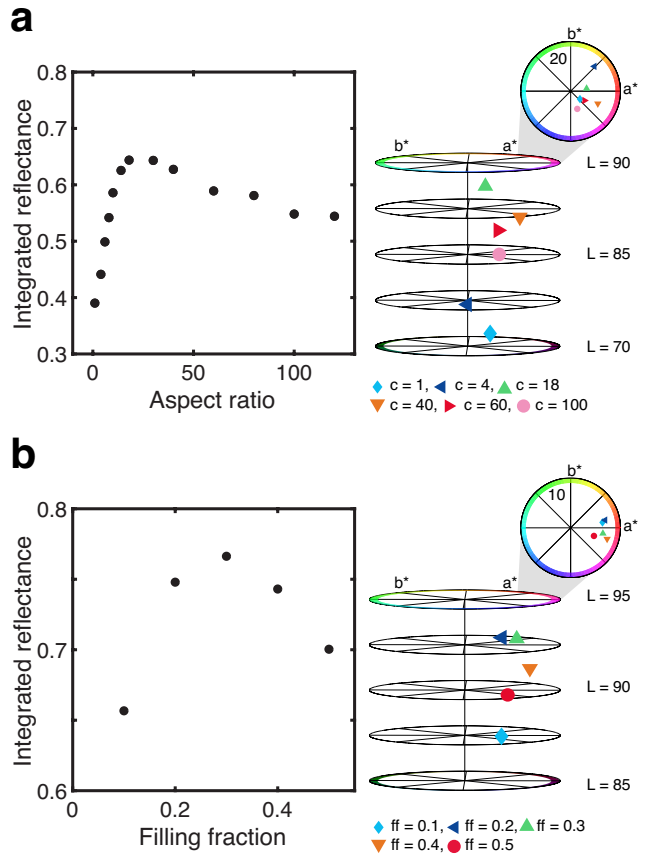 a
b*
20
a*
0.8
0.7
0.6
0.5
0.4
0.3
Integrated reflectance
0
50
100
Aspect ratio
b*
a*
L = 90
L = 85
L = 70
c = 1, c = 4, c = 18
c = 40, c = 60, c = 100
b
b*
10
a*
0.8
0.7
0.6
Integrated reflectance
0
0.2
0.4
Filling fraction
b*
a*
L = 95
L = 90
L = 85
ff = 0.1, ff = 0.2, ff = 0.3
ff = 0.4, ff = 0.5